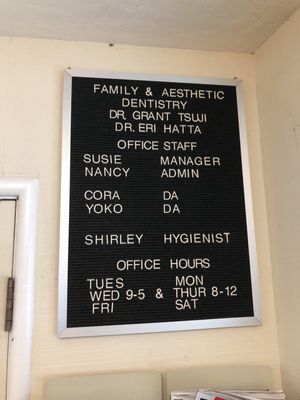 FAMILY & AESTHETIC
DENTISTRY
DR. GRANT TSUJI
DR. ERI HATTA
OFFICE STAFF
SUSIE MANAGER
NANCY ADMIN
CORA DA
YOKO DA
SHIRLEY HYGIENIST
OFFICE HOURS
TUES MON
WED 9-5 & THUR 8-12
FRI SAT